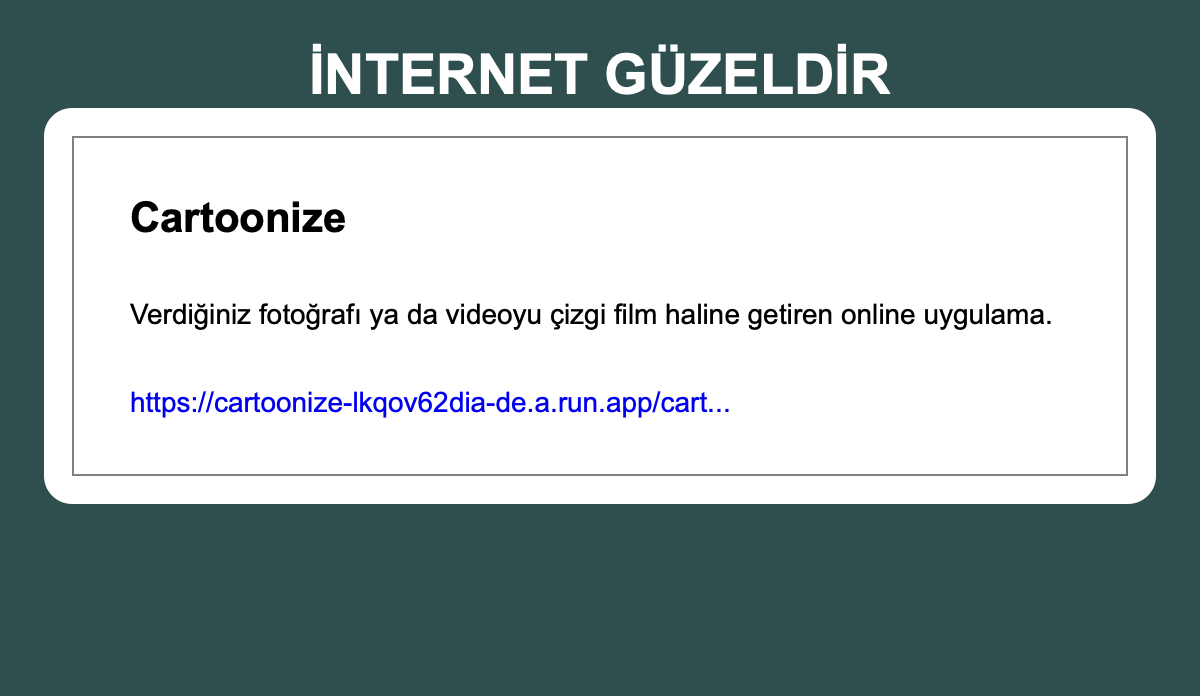 İNTERNET GÜZELDİR
Cartoonize
Verdiğiniz fotoğrafı ya da videoyu çizgi film haline getiren online uygulama.
https://cartoonize-lkqov62dia-de.a.run.app/cart...